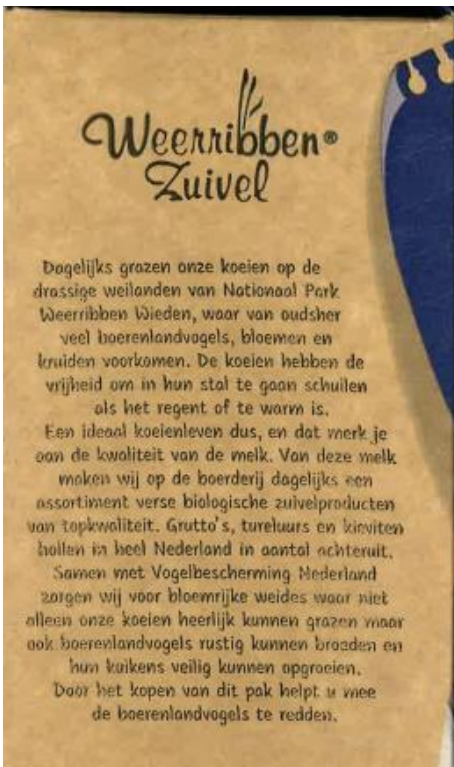 Weerribben®
Zuivel
Dagelijks grazen onze koeien op de
drassige weilanden van Nationaal Park
Weerribben Wieden, waar van oudsher
veel boerenlandvogels, bloemen en
kruiden voorkomen. De koeien hebben de
vrijheid om in hun stal te gaan schuilen
als het regent of te warm is.
Een ideaal koeienleven dus, en dat merk je
aan de kwaliteit van de melk. Van deze melk
maken wij op de boerderij dagelijks een
assortiment verse biologische zuivelproducten
van topkwaliteit. Grutto's, tureluurs en kieviten
hollen in heel Nederland in aantal achteruit.
Samen met Vogelbescherming Nederland
zorgen wij voor bloemrijke weides waar niet
alleen onze koeien heerlijk kunnen grazen maar
ook boerenlandvogels rustig kunnen broeden en
hun kuikens veilig kunnen opgroeien.
Door het kopen van dit pak helpt u mee
de boerenlandvogels te redden.